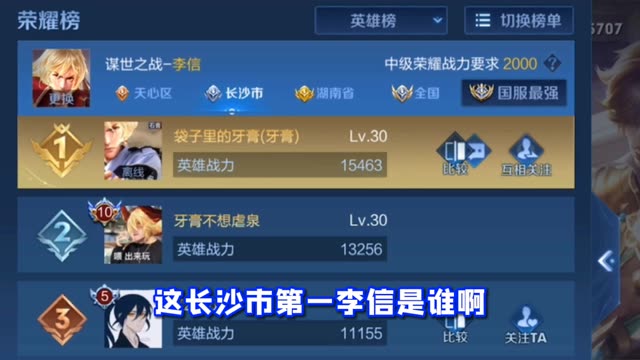 荣耀榜
英雄榜
切换榜单
6707
谋世之战-李信
中级荣耀战力要求 2000 ?
更换
天心区
长沙市
湖南省
全国
国服最强
1
离线
袋子里的牙膏(牙膏)
Lv.30
英雄战力
15463
比较
互相关注
2
10
喂 出来玩
牙膏不想虐泉
Lv.30
英雄战力
13256
3
5
英雄战力
11155
比较
关注TA
这长沙市第一李信是谁啊